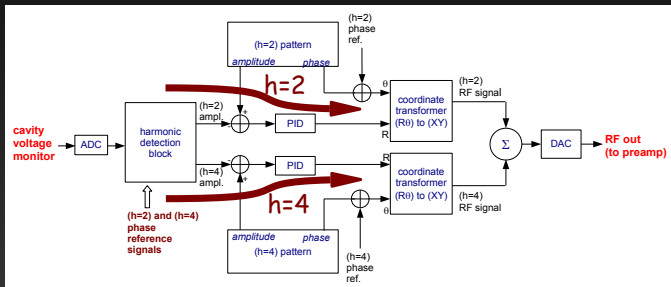 (h=2) pattern
amplitude phase
(h=2)
phase
ref.
h=2
(h=2)
ampl.
+
-
PID
θ
R
coordinate
transformer
(Rθ) to (XY)
(h=2)
RF signal
cavity
voltage
monitor
ADC
harmonic
detection
block
Σ
DAC
RF out
(to preamp)
(h=4)
ampl.
-
+
PID
R
θ
coordinate
transformer
(Rθ) to (XY)
(h=4)
RF signal
h=4
(h=2) and (h=4)
phase
reference
signals
amplitude phase
(h=4) pattern
(h=4)
phase
ref.